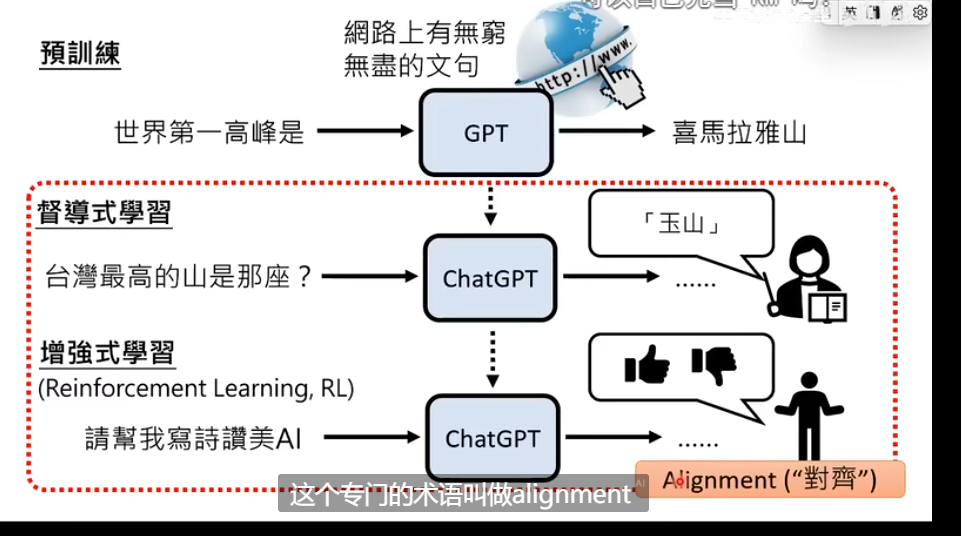 預訓練
網路上有無窮
無盡的文句
http://www.
世界第一高峰是
GPT
喜馬拉雅山
督導式學習
「玉山」
台灣最高的山是那座？
ChatGPT
......
增強式學習
(Reinforcement Learning, RL)
請幫我寫詩讚美AI
ChatGPT
......
Alignment (“對齊”)
这个专门的术语叫做alignment
AI